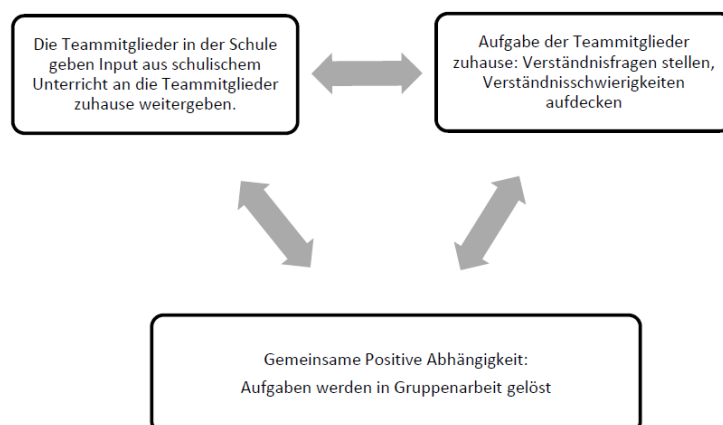 Die Teammitglieder in der Schule
geben Input aus schulischem
Unterricht an die Teammitglieder
zuhause weitergeben.
Aufgabe der Teammitglieder
zuhause: Verständnisfragen stellen,
Verständnisschwierigkeiten
aufdecken
Gemeinsame Positive Abhängigkeit:
Aufgaben werden in Gruppenarbeit gelöst